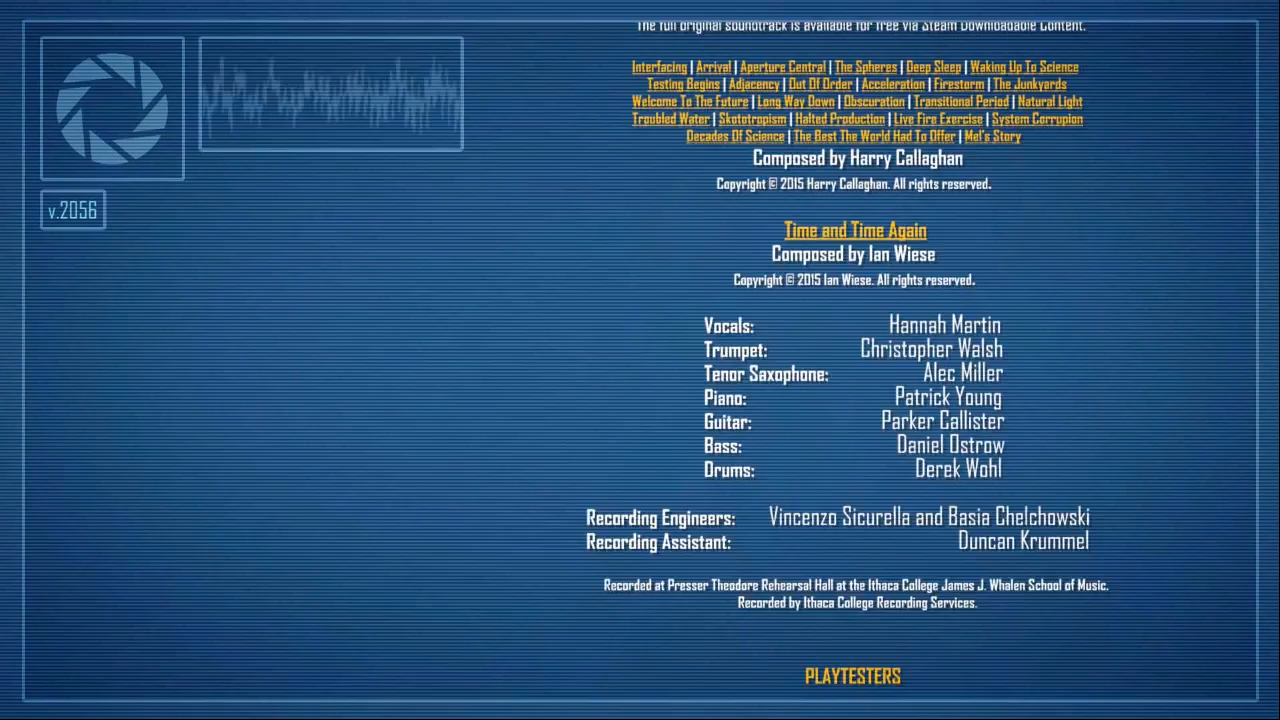 The full original soundtrack is available for free via Steam Downloadable Content.
v.2056
Interfacing | Arrival | Aperture Central | The Spheres | Deep Sleep | Waking Up To Science
Testing Begins | Adjacency | Out Of Order | Acceleration | Firestorm | The Junkyards
Welcome To The Future | Long Way Down | Obscuration | Transitional Period | Natural Light
Troubled Water | Skototropism | Halted Production | Live Fire Exercise | System Corrupion
Decades Of Science | The Best The World Had To Offer | Mel's Story
Composed by Harry Callaghan
Copyright © 2015 Harry Callaghan. All rights reserved.
Time and Time Again
Composed by Ian Wiese
Copyright © 2015 Ian Wiese. All rights reserved.
Vocals: Hannah Martin
Trumpet: Christopher Walsh
Tenor Saxophone: Alec Miller
Piano: Patrick Young
Guitar: Parker Callister
Bass: Daniel Ostrow
Drums: Derek Wohl
Recording Engineers: Vincenzo Sicurella and Basia Chelchowski
Recording Assistant: Duncan Krummel
Recorded at Presser Theodore Rehearsal Hall at the Ithaca College James J. Whalen School of Music.
Recorded by Ithaca College Recording Services.
PLAYTESTERS